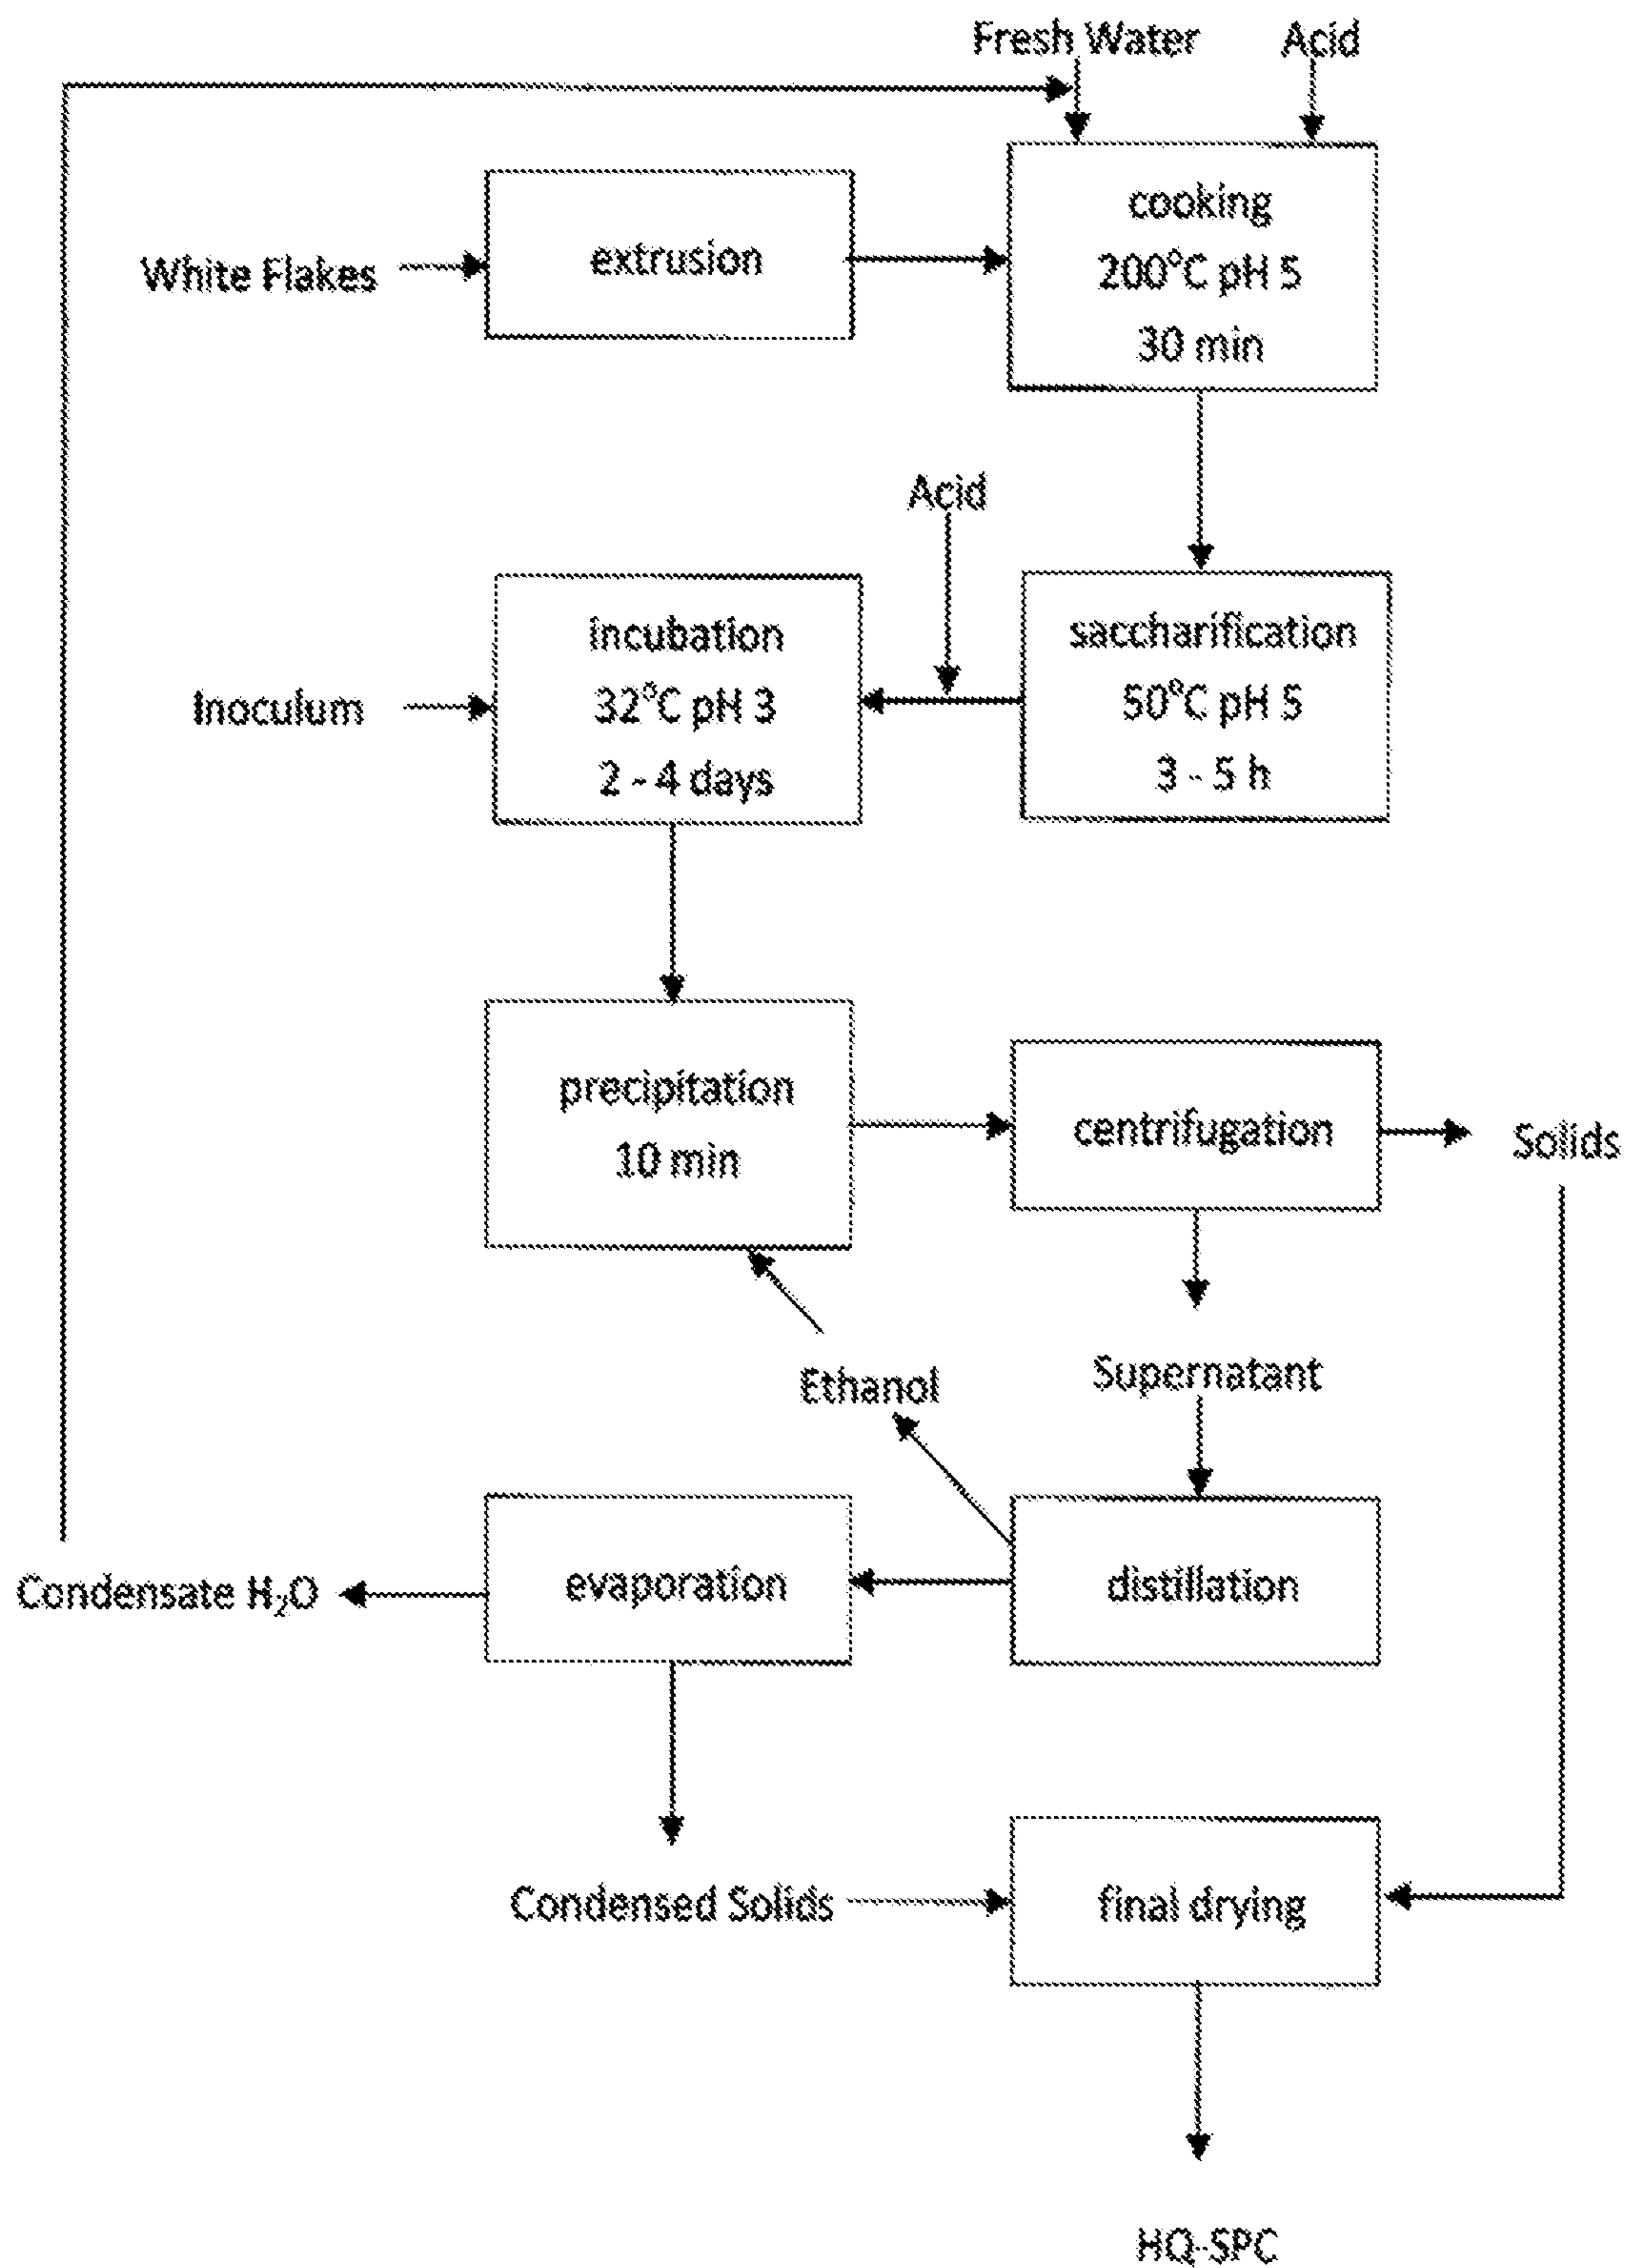 Fresh Water
Acid
White Flakes
extrusion
cooking
200°C pH 5
30 min
Acid
Inoculum
incubation
32°C pH 3
2 - 4 days
saccharification
50°C pH 5
3 - 5 h
precipitation
10 min
centrifugation
Solids
Ethanol
Supernatant
Condensate H₂O
evaporation
distillation
Condensed Solids
final drying
HQ-SPC